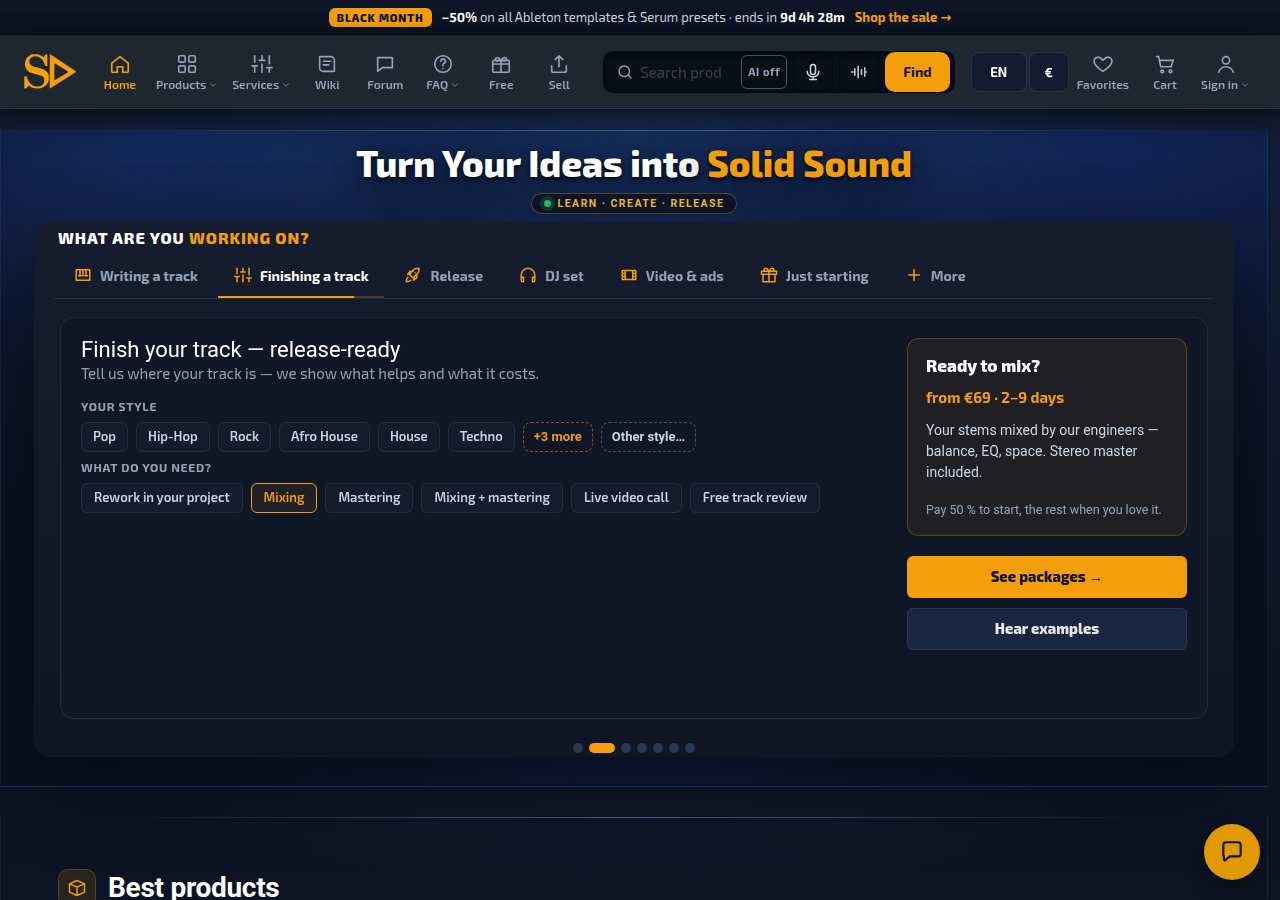 BLACK MONTH −50% on all Ableton templates & Serum presets · ends in 9d 4h 28m Shop the sale →
Home Products Services Wiki Forum FAQ Free Sell Search prod AI off Find EN € Favorites Cart Sign in
Turn Your Ideas into Solid Sound
LEARN · CREATE · RELEASE
WHAT ARE YOU WORKING ON?
Writing a track Finishing a track Release DJ set Video & ads Just starting More
Finish your track — release-ready
Tell us where your track is — we show what helps and what it costs.
YOUR STYLE
Pop Hip-Hop Rock Afro House House Techno +3 more Other style...
WHAT DO YOU NEED?
Rework in your project Mixing Mastering Mixing + mastering Live video call Free track review
Ready to mix?
from €69 · 2–9 days
Your stems mixed by our engineers —
balance, EQ, space. Stereo master
included.
Pay 50 % to start, the rest when you love it.
See packages →
Hear examples
Best products